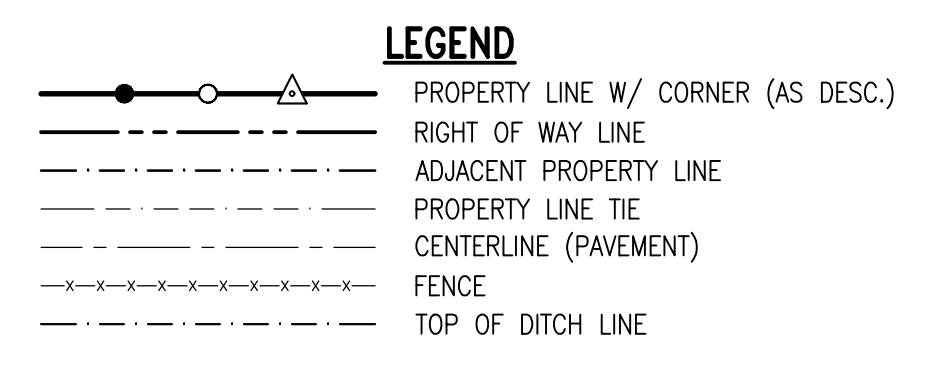 LEGEND
PROPERTY LINE W/ CORNER (AS DESC.)
RIGHT OF WAY LINE
ADJACENT PROPERTY LINE
PROPERTY LINE TIE
CENTERLINE (PAVEMENT)
X X X X X X X X X X FENCE
TOP OF DITCH LINE